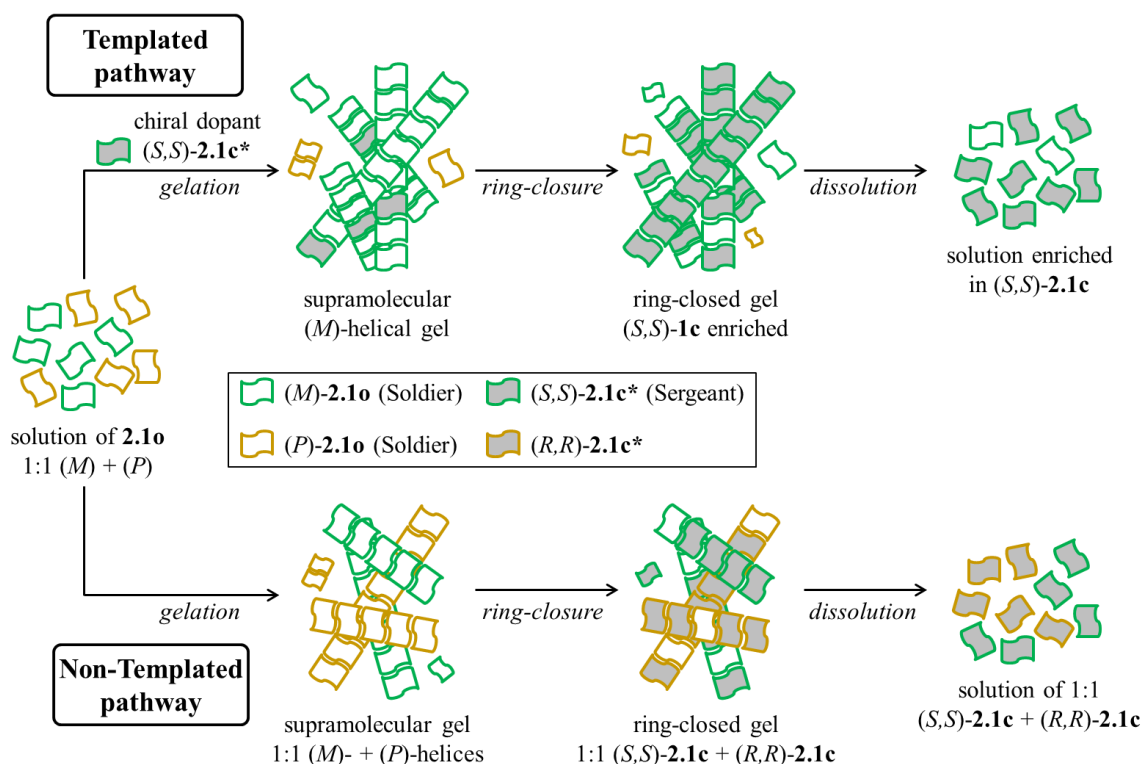 Templated
pathway
chiral dopant
(S,S)-2.1c*
gelation
ring-closure
dissolution
supramolecular
(M)-helical gel
ring-closed gel
(S,S)-1c enriched
solution enriched
in (S,S)-2.1c
solution of 2.1o
1:1 (M) + (P)
(M)-2.1o (Soldier)
(S,S)-2.1c* (Sergeant)
(P)-2.1o (Soldier)
(R,R)-2.1c*
gelation
ring-closure
dissolution
Non-Templated
pathway
supramolecular gel
1:1 (M)- + (P)-helices
ring-closed gel
1:1 (S,S)-2.1c + (R,R)-2.1c
solution of 1:1
(S,S)-2.1c + (R,R)-2.1c